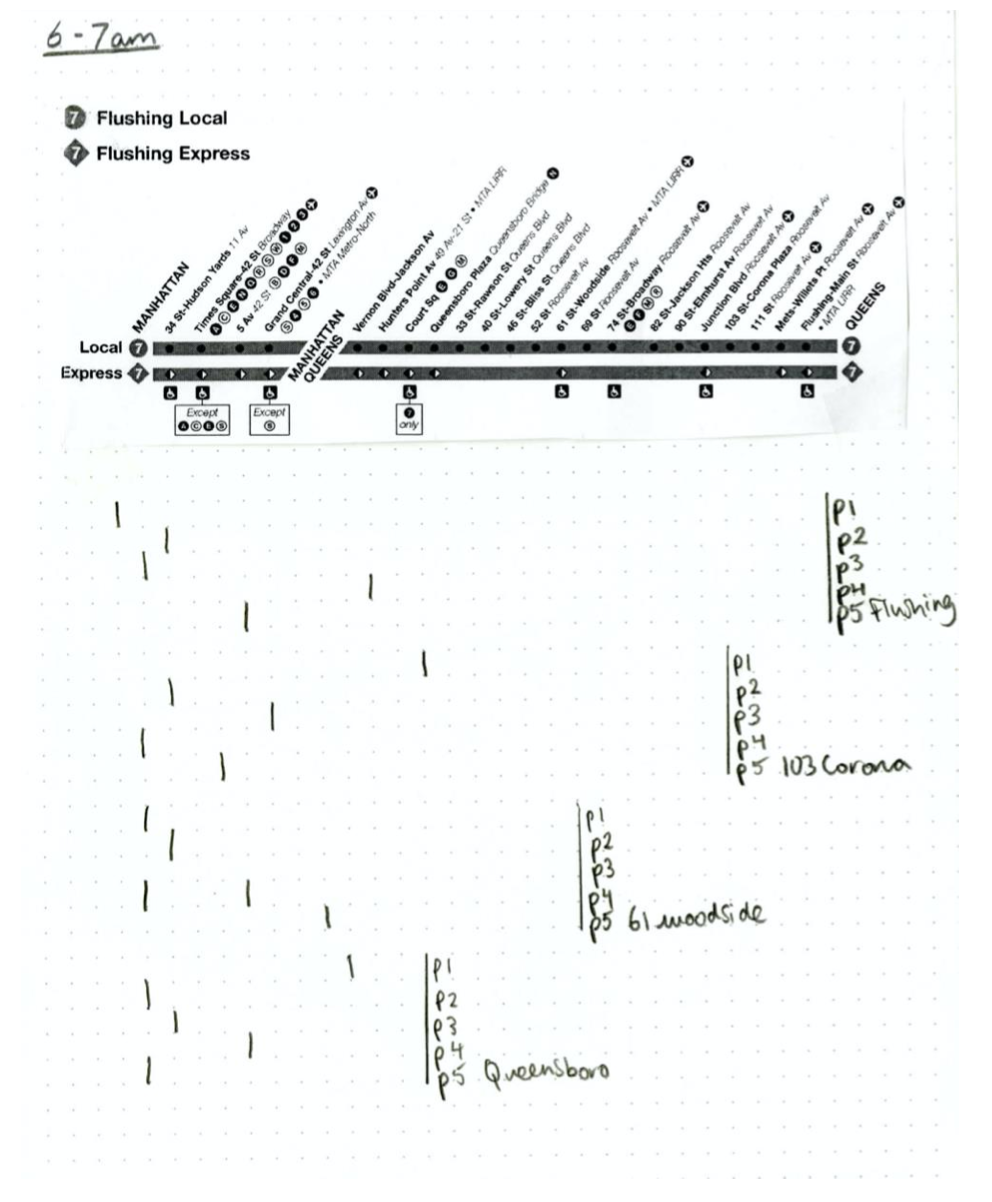 6-7am
7 Flushing Local
7 Flushing Express
MANHATTAN
34 St-Hudson Yards 11 Av
Times Square-42 St Broadway
A C E N Q R S W 1 2 3
5 Av 42 St B D F M
Grand Central-42 St Lexington Av
S 4 5 6 • MTA Metro-North
MANHATTAN
QUEENS
Vernon Blvd-Jackson Av
Hunters Point Av 49 Av-21 St • MTA LIRR
Court Sq E G M
Queensboro Plaza Queensboro Bridge N
33 St-Rawson St Queens Blvd
40 St-Lowery St Queens Blvd
46 St-Bliss St Queens Blvd
52 St Roosevelt Av
61 St-Woodside Roosevelt Av • MTA LIRR
69 St Roosevelt Av
74 St-Broadway Roosevelt Av
E F M R
82 St-Jackson Hts Roosevelt Av
90 St-Elmhurst Av Roosevelt Av
Junction Blvd Roosevelt Av
103 St-Corona Plaza Roosevelt Av
111 St Roosevelt Av
Mets-Willets Pt Roosevelt Av
Flushing-Main St Roosevelt Av
• MTA LIRR
QUEENS
Local 7 7
Express 7 7
Except
A C E S
Except
S
7
only
P1
P2
P3
P4
P5 Flushing
P1
P2
P3
P4
P5 103 Corona
P1
P2
P3
P4
P5 61 woodside
P1
P2
P3
P4
P5 Queensboro